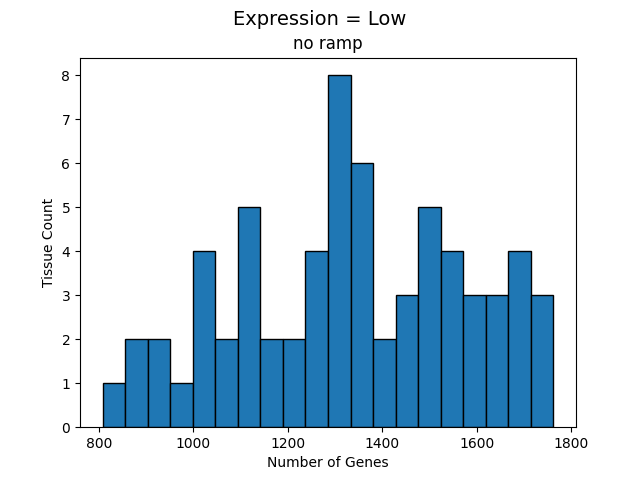 Expression = Low
no ramp
8
7
6
5
4
3
2
1
0
Tissue Count
800 1000 1200 1400 1600 1800
Number of Genes